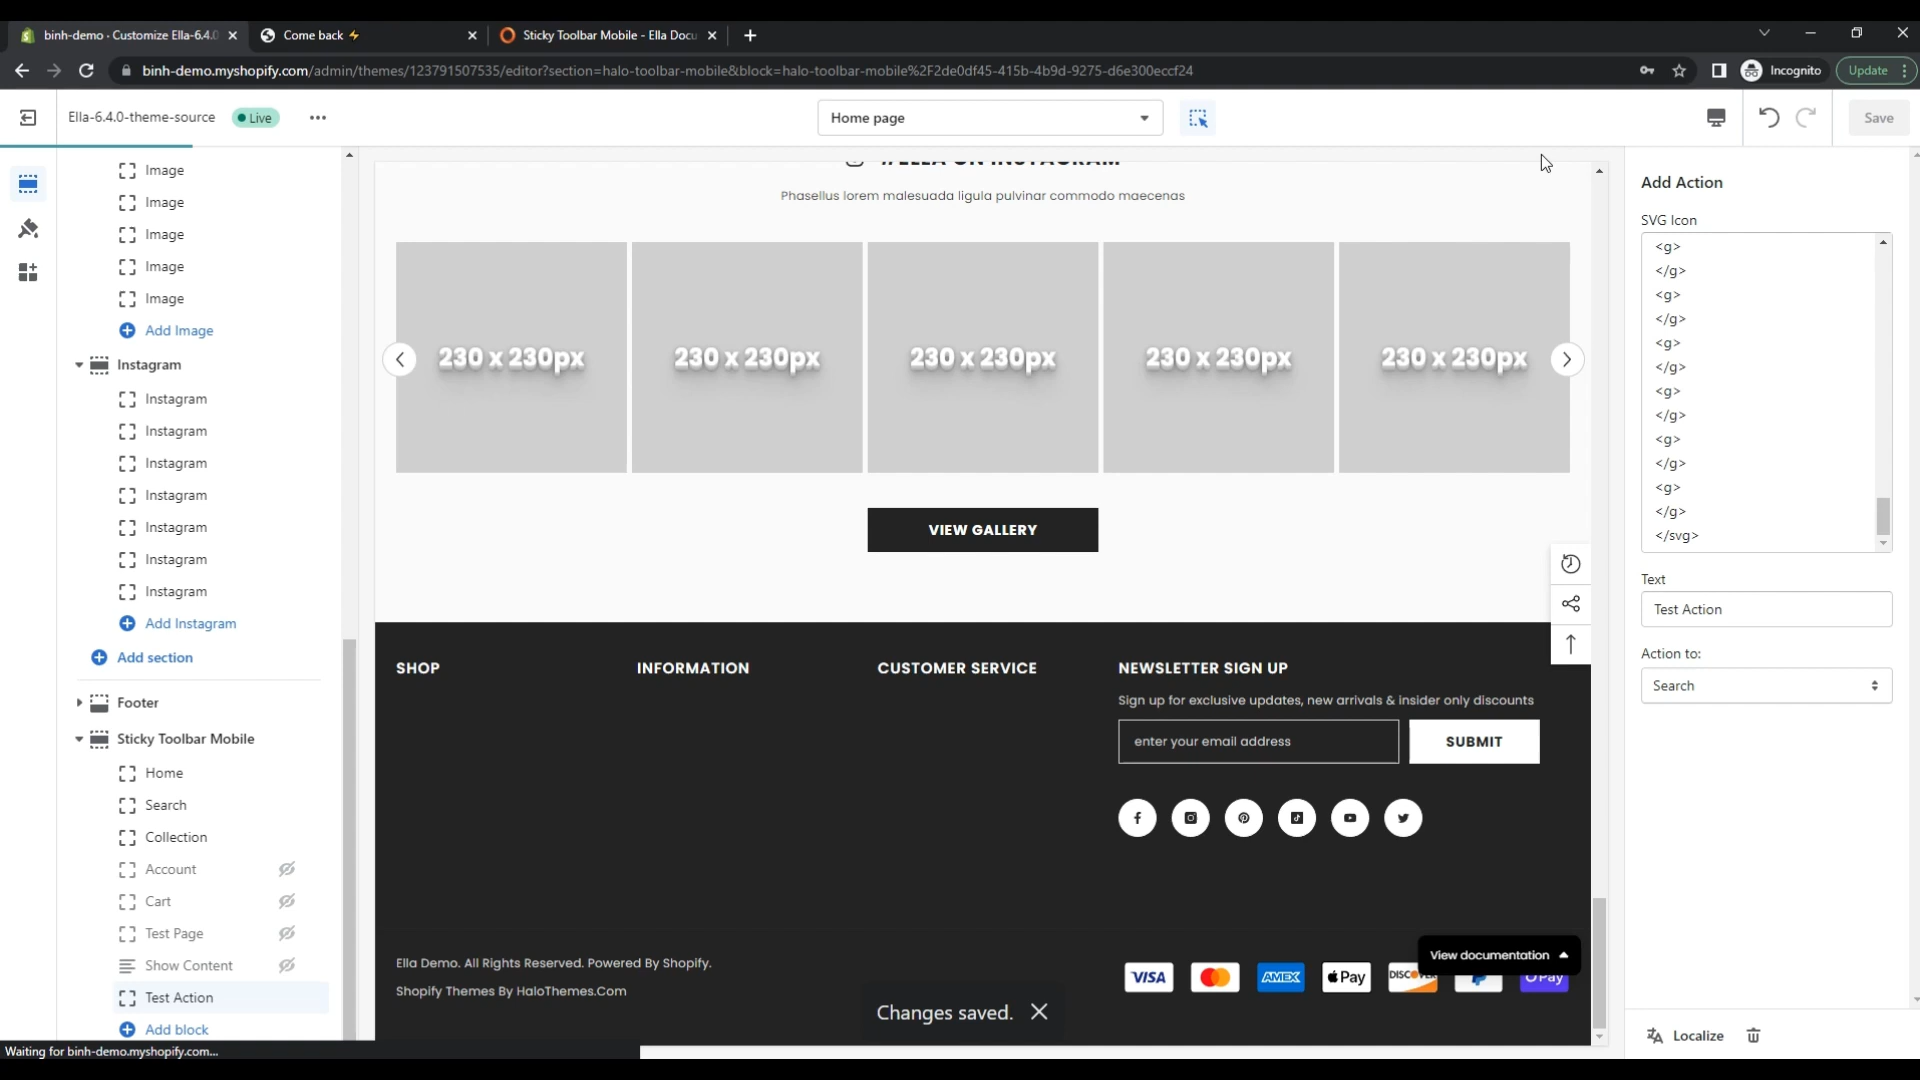 binh-demo · Customize Ella-6.4.0
Come back ⚡
Sticky Toolbar Mobile - Ella Docu
binh-demo.myshopify.com/admin/themes/123791507535/editor?section=halo-toolbar-mobile&block=halo-toolbar-mobile%2F2de0df45-415b-4b9d-9275-d6e300eccf24
Incognito
Update
Ella-6.4.0-theme-source
Live
Home page
Save
Image
Image
Image
Image
Image
Add Image
Instagram
Instagram
Instagram
Instagram
Instagram
Instagram
Instagram
Instagram
Add Instagram
Add section
Footer
Sticky Toolbar Mobile
Home
Search
Collection
Account
Cart
Test Page
Show Content
Test Action
Add block
Waiting for binh-demo.myshopify.com...
#ELLA ON INSTAGRAM
Phasellus lorem malesuada ligula pulvinar commodo maecenas
230 x 230px
230 x 230px
230 x 230px
230 x 230px
230 x 230px
VIEW GALLERY
SHOP
INFORMATION
CUSTOMER SERVICE
NEWSLETTER SIGN UP
Sign up for exclusive updates, new arrivals & insider only discounts
enter your email address
SUBMIT
Ella Demo. All Rights Reserved. Powered By Shopify.
Shopify Themes By HaloThemes.Com
VISA
AMEX
Pay
DISCOVER
Pay
View documentation
Changes saved.
Add Action
SVG Icon
<g>
</g>
<g>
</g>
<g>
</g>
<g>
</g>
<g>
</g>
<g>
</g>
</svg>
Text
Test Action
Action to:
Search
Localize